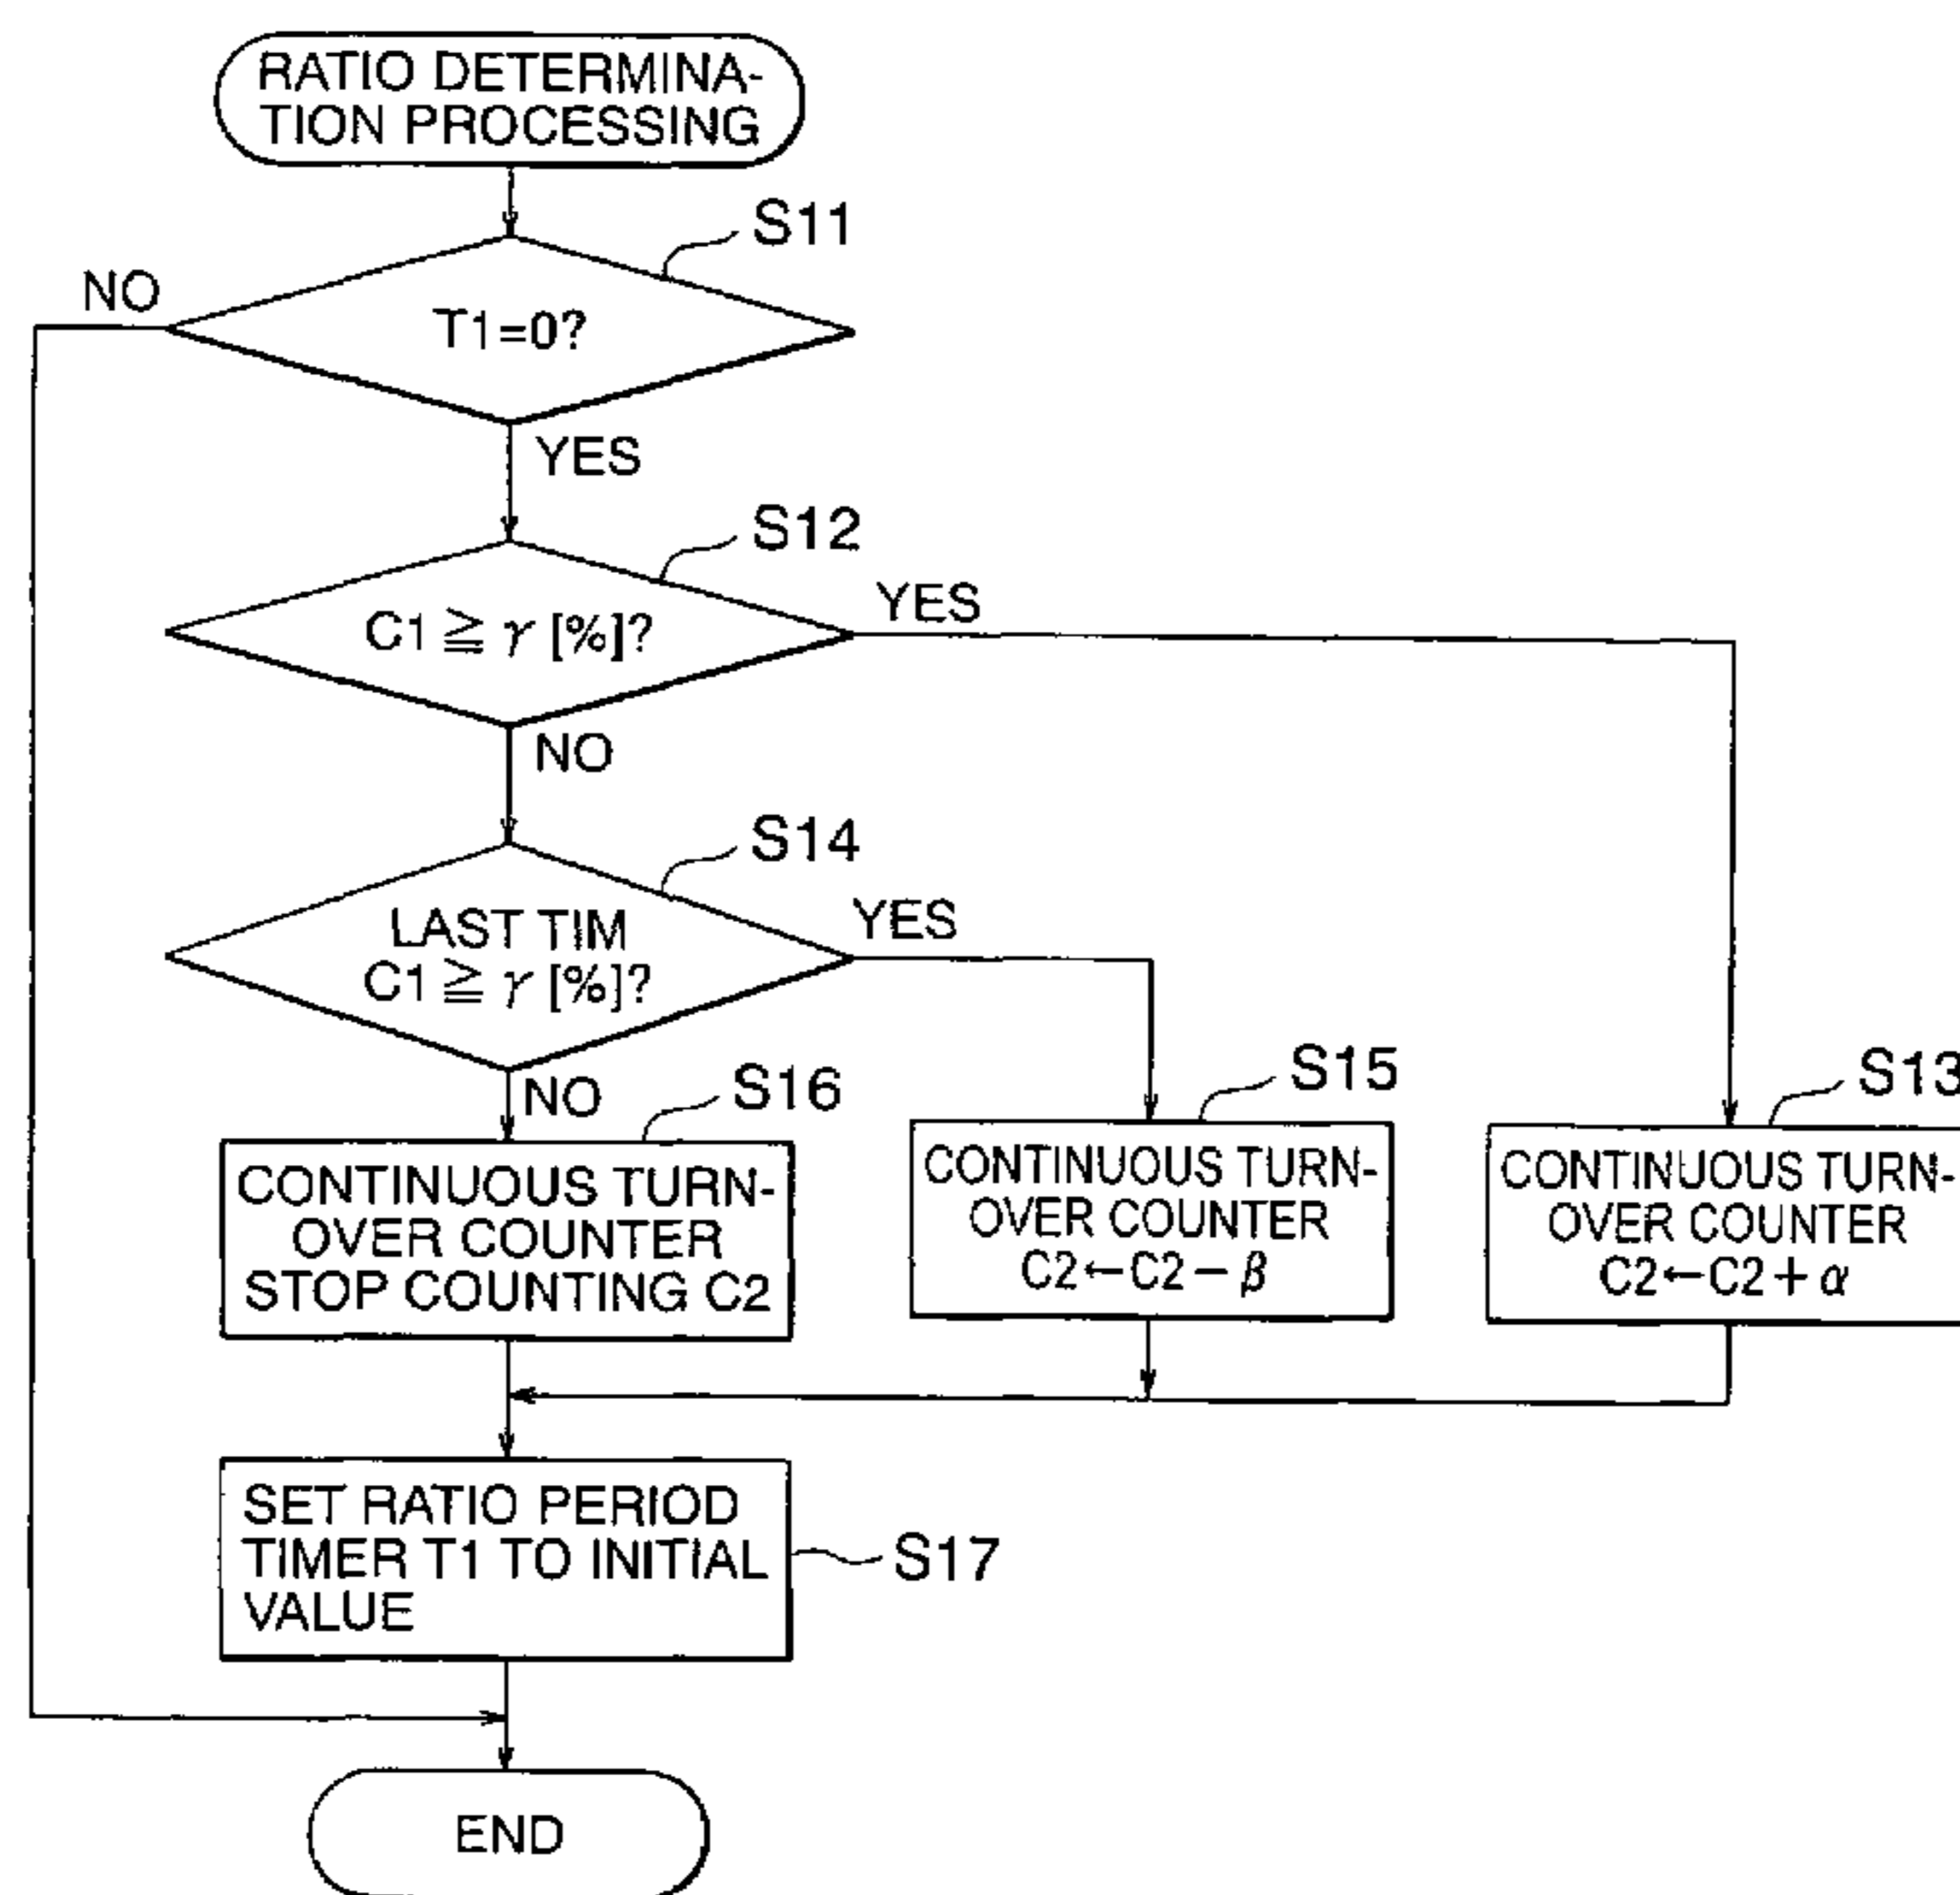 RATIO DETERMINA-
TION PROCESSING
S11
NO
T1=0?
YES
S12
YES
C1 ≧ γ [%]?
NO
S14
YES
LAST TIM
C1 ≧ γ [%]?
NO
S16
S15
S13
CONTINUOUS TURN-
OVER COUNTER
STOP COUNTING C2
CONTINUOUS TURN-
OVER COUNTER
C2←C2－β
CONTINUOUS TURN-
OVER COUNTER
C2←C2＋α
SET RATIO PERIOD
TIMER T1 TO INITIAL
VALUE
S17
END